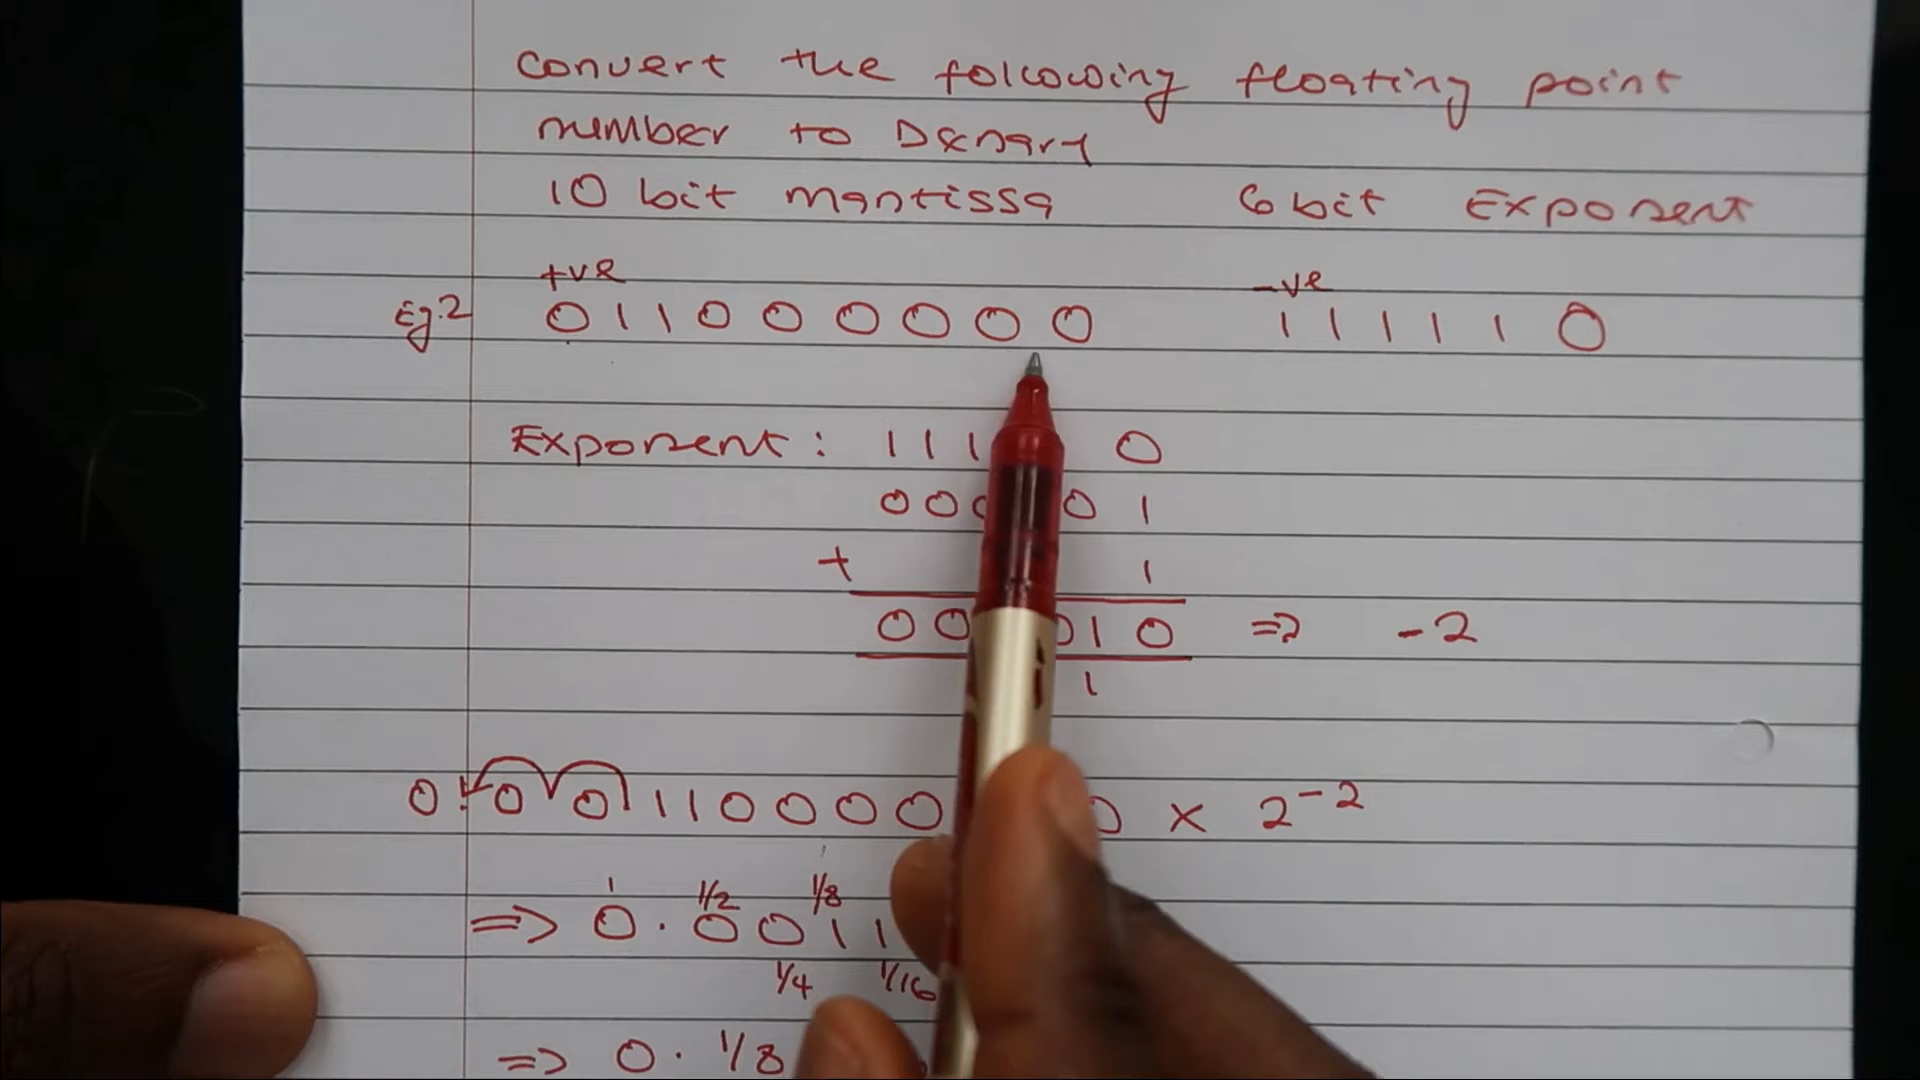 Convert the following floating point
number to Denary
10 bit mantissa 6 bit Exponent
+ve -ve
Eg.2 0 1 1 0 0 0 0 0 0 1 1 1 1 1 0
Exponent: 1 1 1 0
0 0 0 0 1
+ 1
0 0 0 1 0 => -2
1
0 . 0 0 1 1 0 0 0 0 0 x 2^-2
1 1/2 1/8
=> 0 . 0 0 1 1
1/4 1/16
=> 0 . 1/8